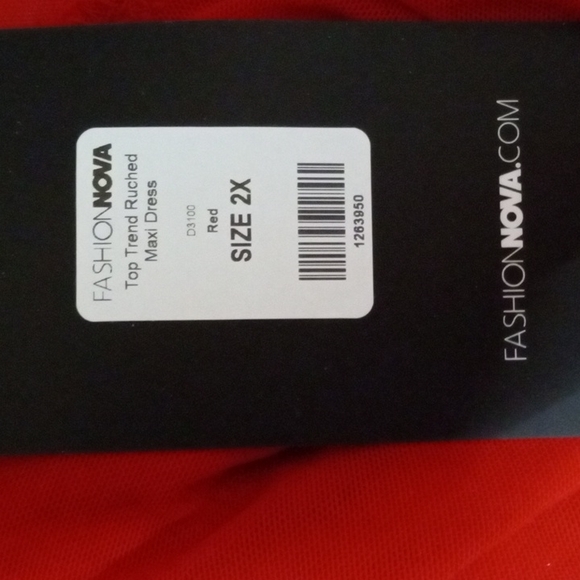 FASHIONNOVA
Top Trend Ruched
Maxi Dress
D3100
Red
SIZE 2X
1263950
FASHIONNOVA.COM